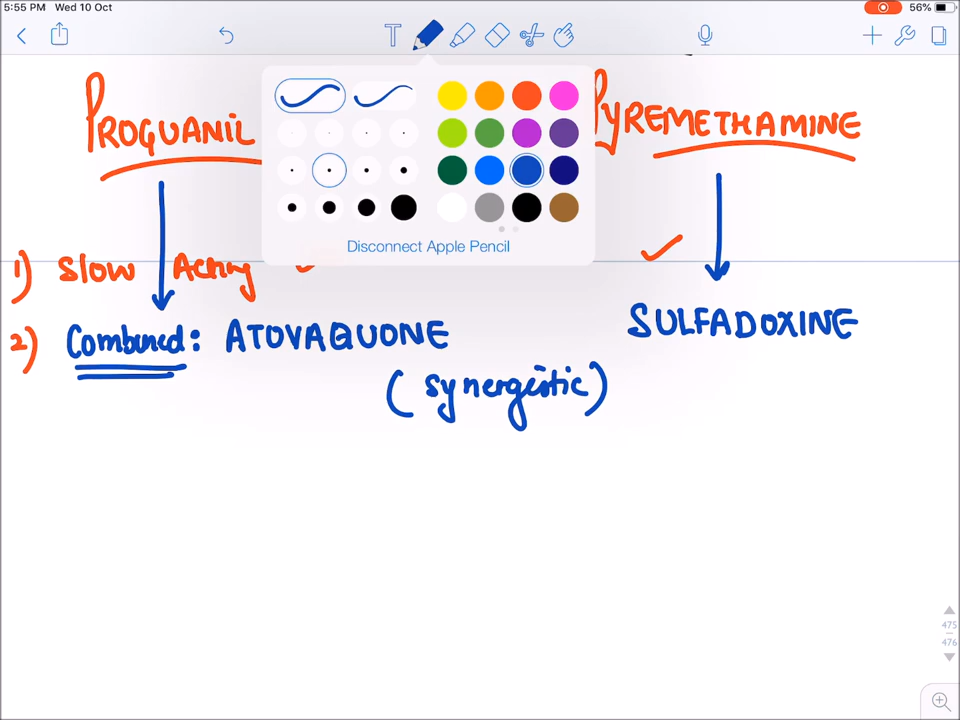 5:55 PM Wed 10 Oct 56%
T
PROGUANIL PYREMETHAMINE
Disconnect Apple Pencil
1) Slow Acting
2) Combined: ATOVAQUONE SULFADOXINE
(Synergistic)
475
476